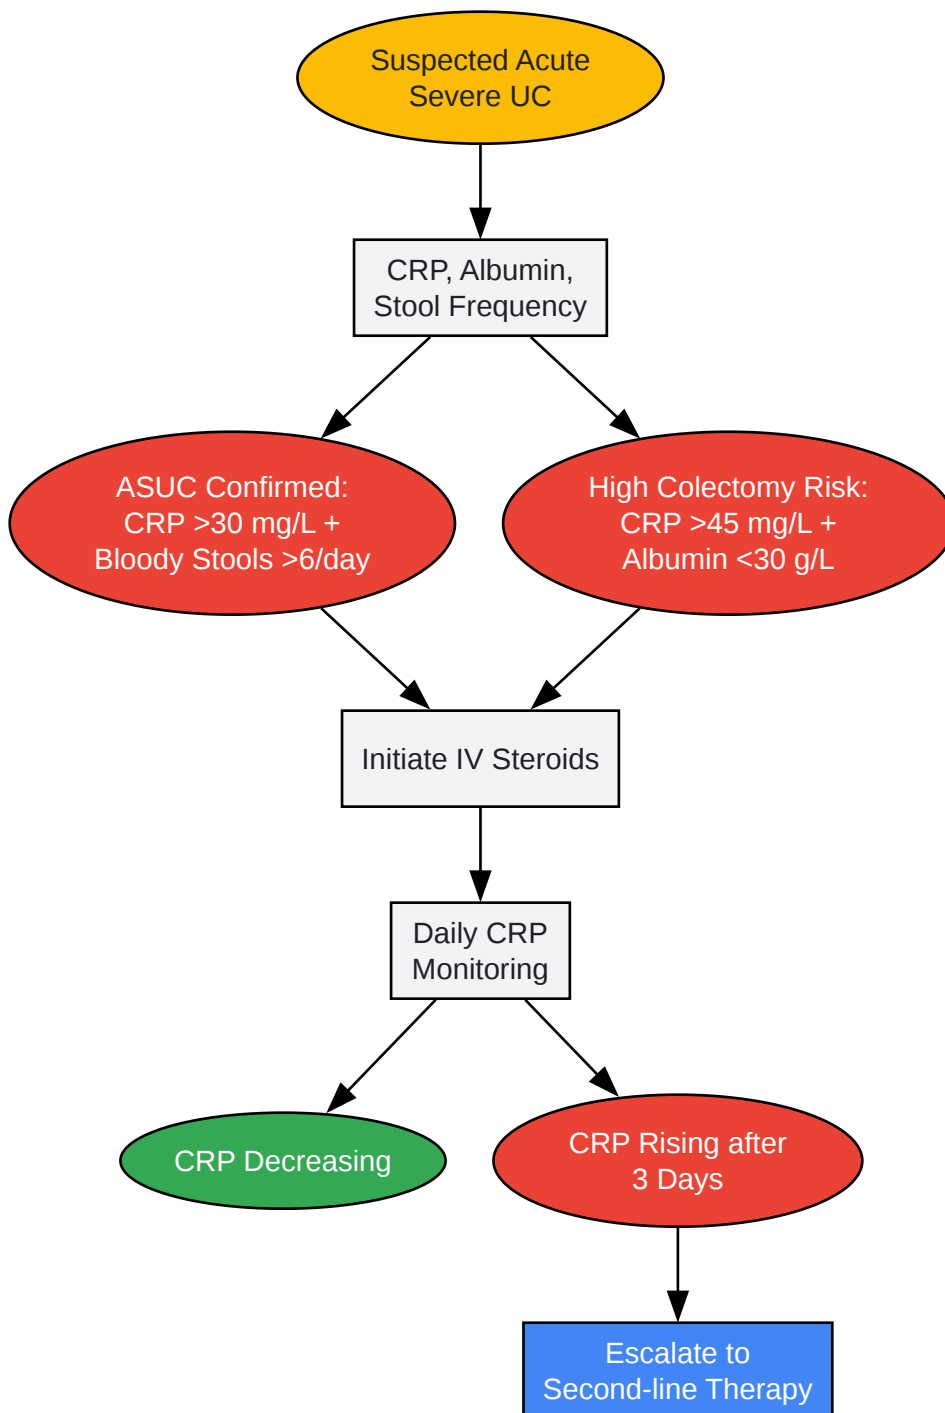 Suspected Acute
Severe UC
CRP, Albumin,
Stool Frequency
ASUC Confirmed:
CRP >30 mg/L +
Bloody Stools >6/day
High Colectomy Risk:
CRP >45 mg/L +
Albumin <30 g/L
Initiate IV Steroids
Daily CRP
Monitoring
CRP Decreasing
CRP Rising after
3 Days
Escalate to
Second-line Therapy